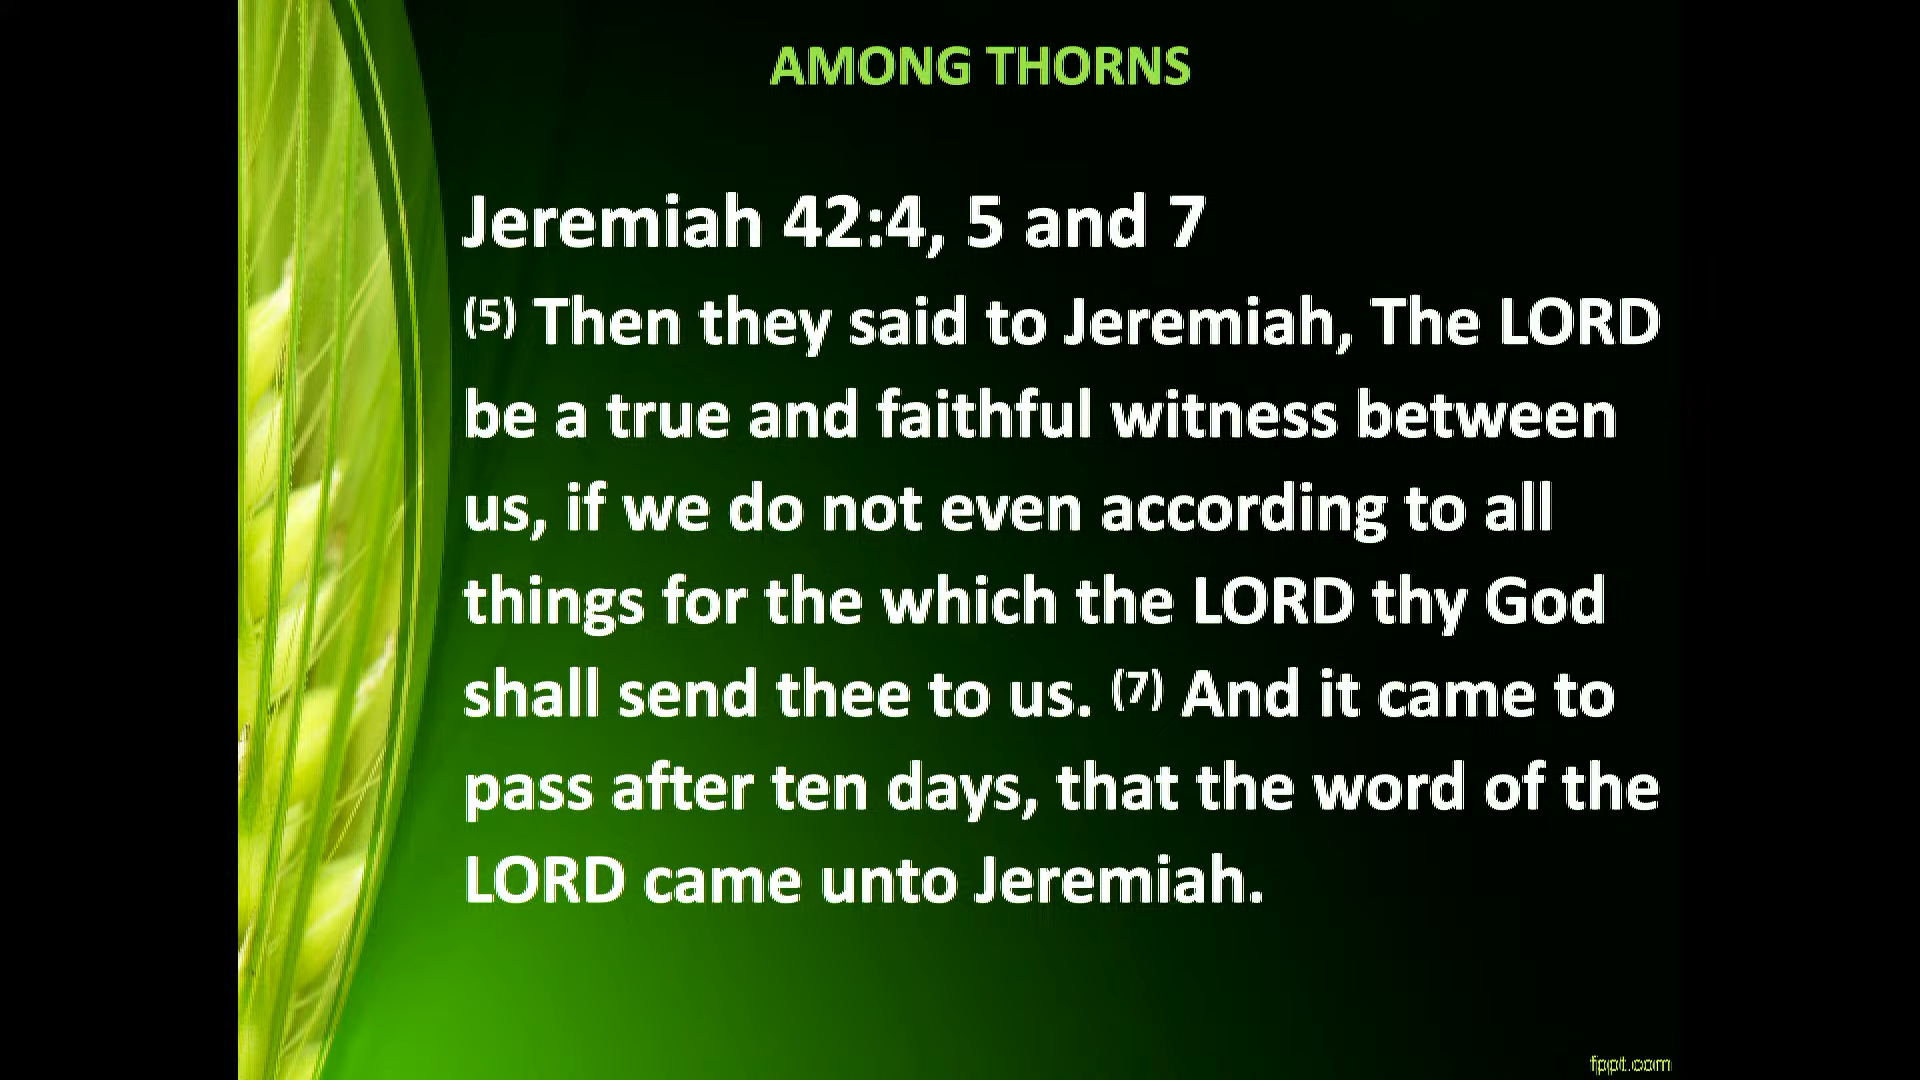 AMONG THORNS
Jeremiah 42:4, 5 and 7
(5) Then they said to Jeremiah, The LORD
be a true and faithful witness between
us, if we do not even according to all
things for the which the LORD thy God
shall send thee to us. (7) And it came to
pass after ten days, that the word of the
LORD came unto Jeremiah.
fppt.com